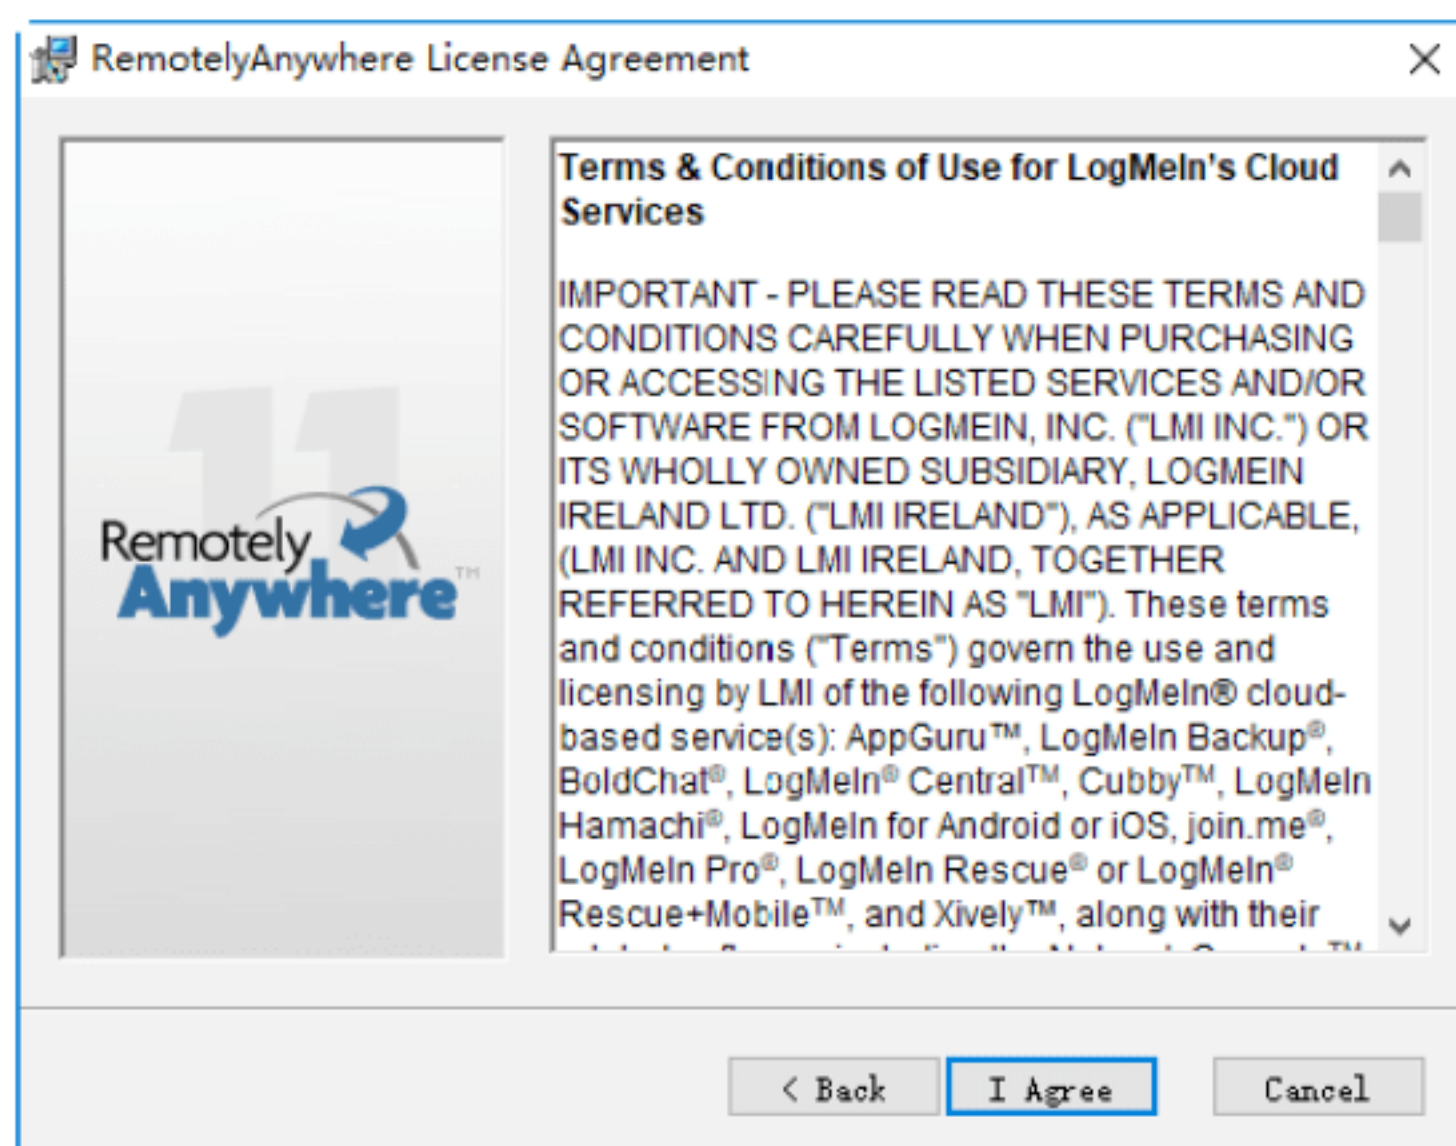 RemotelyAnywhere License Agreement
11
Remotely
Anywhere™
Terms & Conditions of Use for LogMeIn's Cloud
Services
IMPORTANT - PLEASE READ THESE TERMS AND
CONDITIONS CAREFULLY WHEN PURCHASING
OR ACCESSING THE LISTED SERVICES AND/OR
SOFTWARE FROM LOGMEIN, INC. ("LMI INC.") OR
ITS WHOLLY OWNED SUBSIDIARY, LOGMEIN
IRELAND LTD. ("LMI IRELAND"), AS APPLICABLE,
(LMI INC. AND LMI IRELAND, TOGETHER
REFERRED TO HEREIN AS "LMI"). These terms
and conditions ("Terms") govern the use and
licensing by LMI of the following LogMeIn® cloud-
based service(s): AppGuru™, LogMeIn Backup®,
BoldChat®, LogMeIn® Central™, Cubby™, LogMeIn
Hamachi®, LogMeIn for Android or iOS, join.me®,
LogMeIn Pro®, LogMeIn Rescue® or LogMeIn®
Rescue+Mobile™, and Xively™, along with their
< Back
I Agree
Cancel